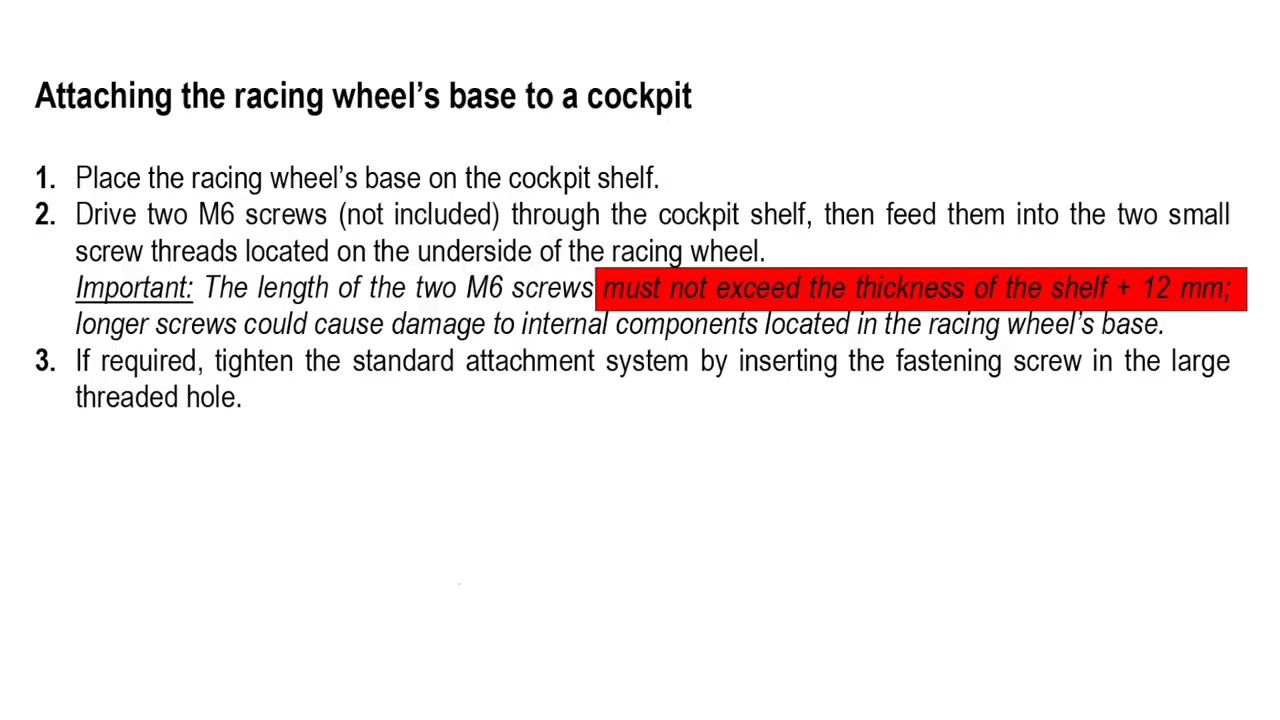 Attaching the racing wheel’s base to a cockpit
1. Place the racing wheel’s base on the cockpit shelf.
2. Drive two M6 screws (not included) through the cockpit shelf, then feed them into the two small
screw threads located on the underside of the racing wheel.
Important: The length of the two M6 screws must not exceed the thickness of the shelf + 12 mm;
longer screws could cause damage to internal components located in the racing wheel’s base.
3. If required, tighten the standard attachment system by inserting the fastening screw in the large
threaded hole.